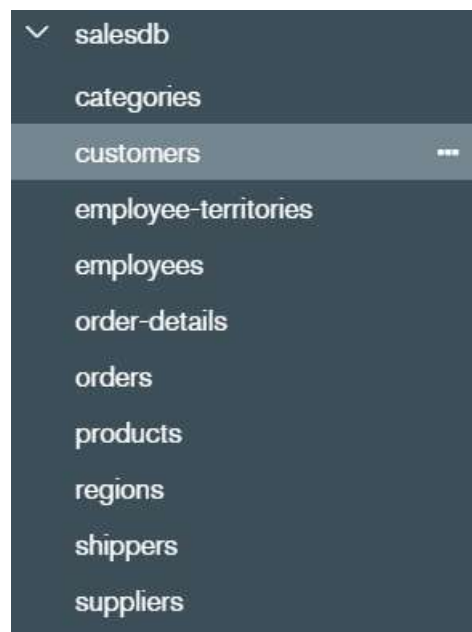 salesdb
categories
customers
employee-territories
employees
order-details
orders
products
regions
shippers
suppliers